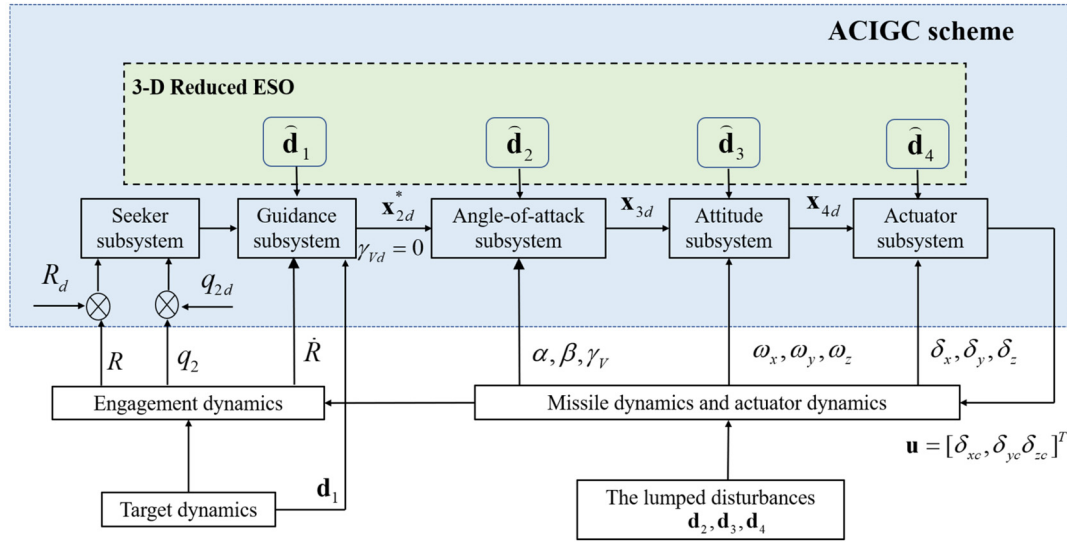 ACIGC scheme
3-D Reduced ESO
d̂₁
d̂₂
d̂₃
d̂₄
Seeker
subsystem
Guidance
subsystem
x*₂d
γVd = 0
Angle-of-attack
subsystem
x₃d
Attitude
subsystem
x₄d
Actuator
subsystem
Rd
q₂d
R
q₂
Ṙ
α, β, γV
ωx, ωy, ωz
δx, δy, δz
Engagement dynamics
Missile dynamics and actuator dynamics
u = [δxc, δyc δzc]ᵀ
Target dynamics
d₁
The lumped disturbances
d₂, d₃, d₄